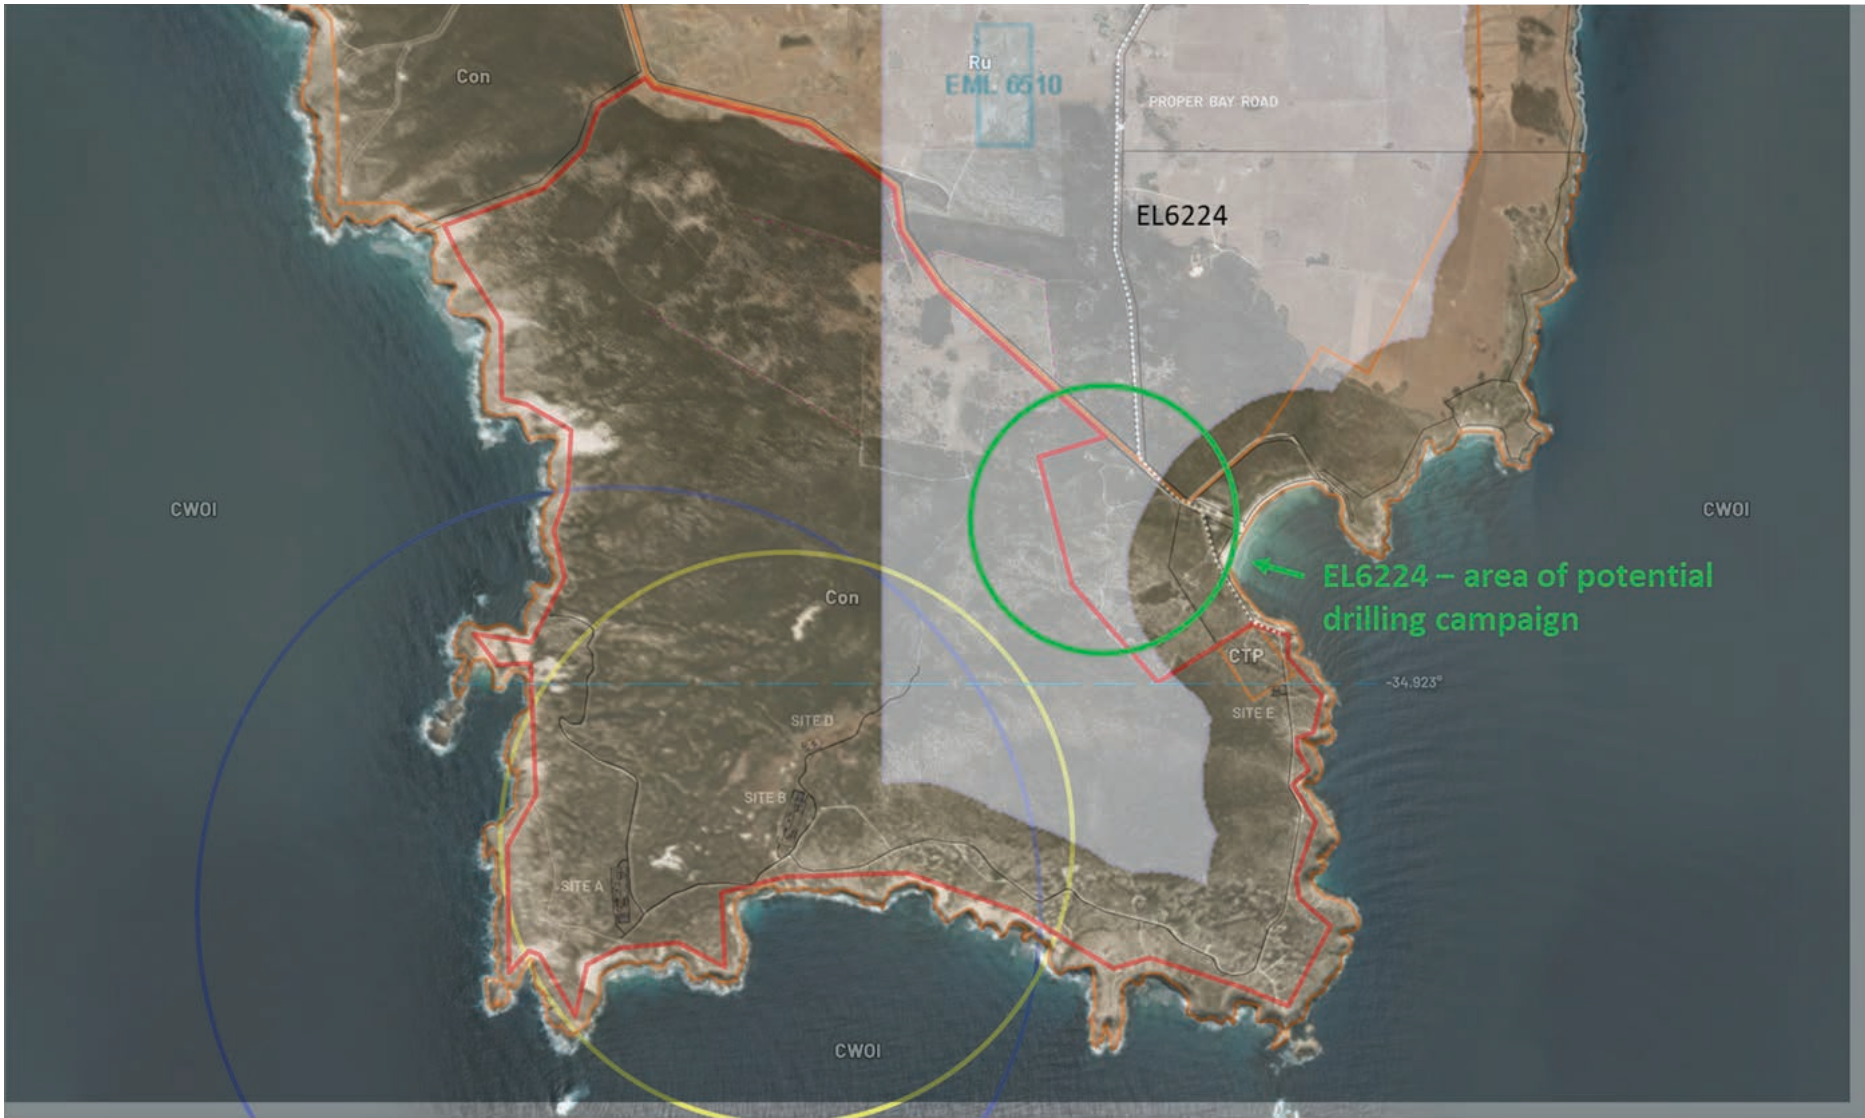 Con
Ru
EML 6510
PROPER BAY ROAD
EL6224
CWOI
CWOI
EL6224 – area of potential
drilling campaign
Con
CTP
-34.923°
SITE D
SITE E
SITE B
SITE A
CWOI